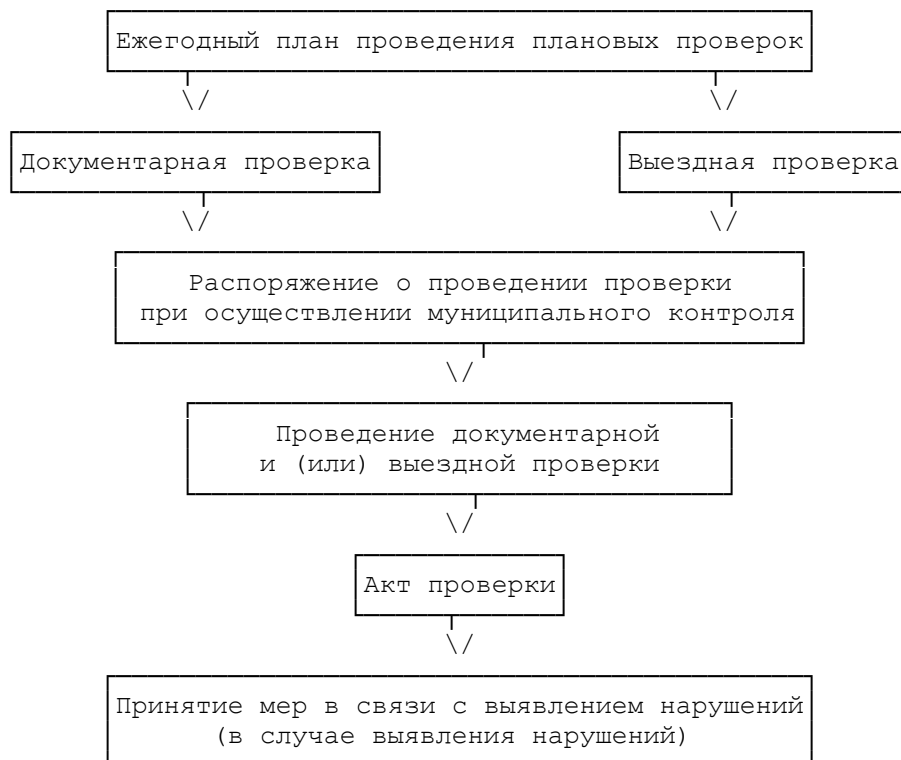 Ежегодный план проведения плановых проверок
Документарная проверка
Выездная проверка
Распоряжение о проведении проверки
при осуществлении муниципального контроля
Проведение документарной
и (или) выездной проверки
Акт проверки
Принятие мер в связи с выявлением нарушений
(в случае выявления нарушений)